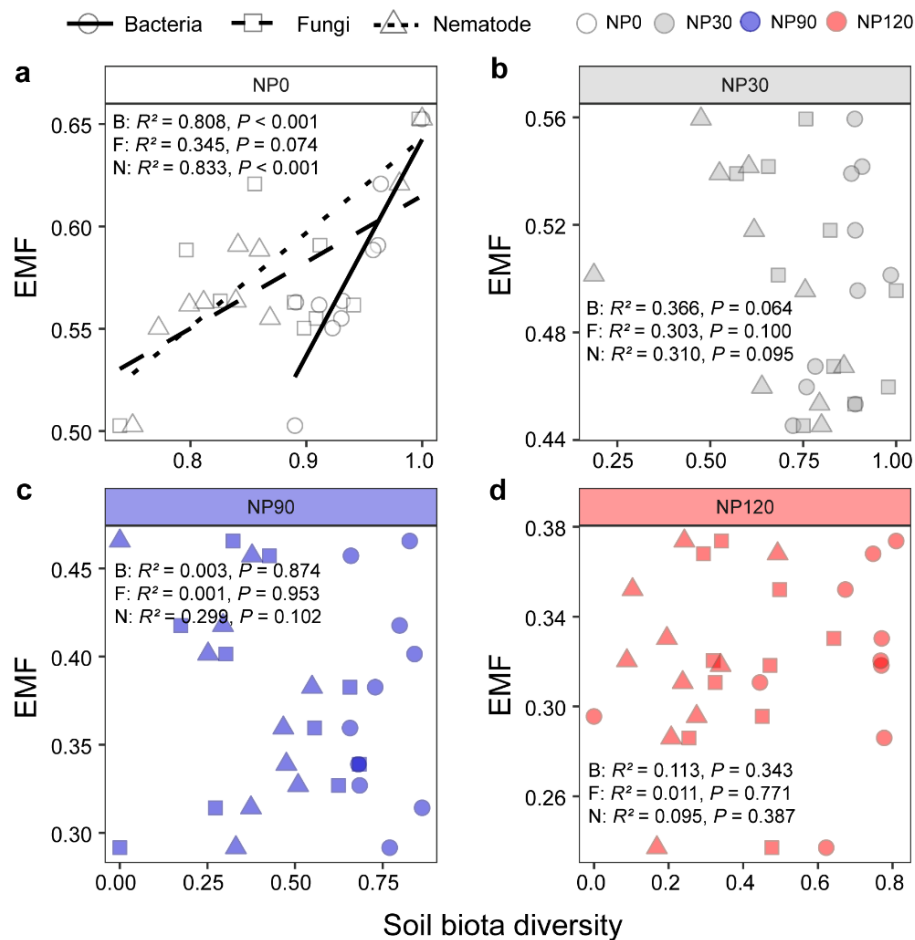 Bacteria Fungi Nematode NP0 NP30 NP90 NP120
a
NP0
B: R² = 0.808, P < 0.001
F: R² = 0.345, P = 0.074
N: R² = 0.833, P < 0.001
EMF
0.65
0.60
0.55
0.50
0.8 0.9 1.0
b
NP30
EMF
0.56
0.52
0.48
0.44
B: R² = 0.366, P = 0.064
F: R² = 0.303, P = 0.100
N: R² = 0.310, P = 0.095
0.25 0.50 0.75 1.00
c
NP90
B: R² = 0.003, P = 0.874
F: R² = 0.001, P = 0.953
N: R² = 0.299, P = 0.102
EMF
0.45
0.40
0.35
0.30
0.00 0.25 0.50 0.75
d
NP120
EMF
0.38
0.34
0.30
0.26
B: R² = 0.113, P = 0.343
F: R² = 0.011, P = 0.771
N: R² = 0.095, P = 0.387
0.0 0.2 0.4 0.6 0.8
Soil biota diversity